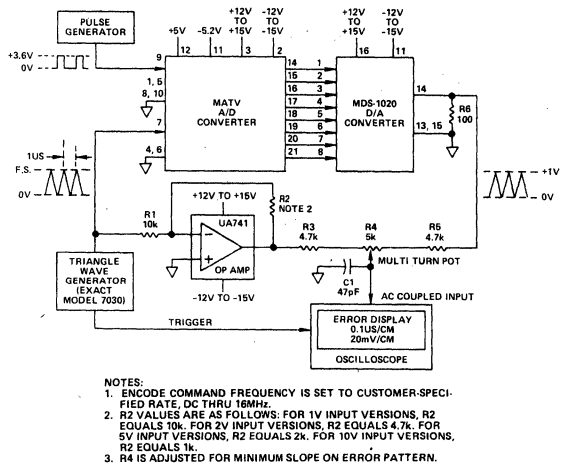 PULSE
GENERATOR
+3.6V
0V
+5V
-5.2V
+12V
TO
+15V
-12V
TO
-15V
12
11
3
2
9
1, 5
8, 10
7
4, 6
MATV
A/D
CONVERTER
14
15
16
17
18
19
20
21
1
2
3
4
5
6
7
8
+12V
TO
+15V
-12V
TO
-15V
16
11
MDS-1020
D/A
CONVERTER
14
13, 15
R6
100
+1V
0V
1US
F.S.
0V
R1
10k
+12V TO +15V
UA741
OP AMP
-12V TO -15V
R2
NOTE 2
R3
4.7k
R4
5k
R5
4.7k
MULTI TURN POT
C1
47pF
AC COUPLED INPUT
TRIANGLE
WAVE
GENERATOR
(EXACT
MODEL 7030)
TRIGGER
ERROR DISPLAY
0.1US/CM
20mV/CM
OSCILLOSCOPE
NOTES:
1. ENCODE COMMAND FREQUENCY IS SET TO CUSTOMER-SPECI-
FIED RATE, DC THRU 16MHz.
2. R2 VALUES ARE AS FOLLOWS: FOR 1V INPUT VERSIONS, R2
EQUALS 10k. FOR 2V INPUT VERSIONS, R2 EQUALS 4.7k. FOR
5V INPUT VERSIONS, R2 EQUALS 2k. FOR 10V INPUT VERSIONS,
R2 EQUALS 1k.
3. R4 IS ADJUSTED FOR MINIMUM SLOPE ON ERROR PATTERN.